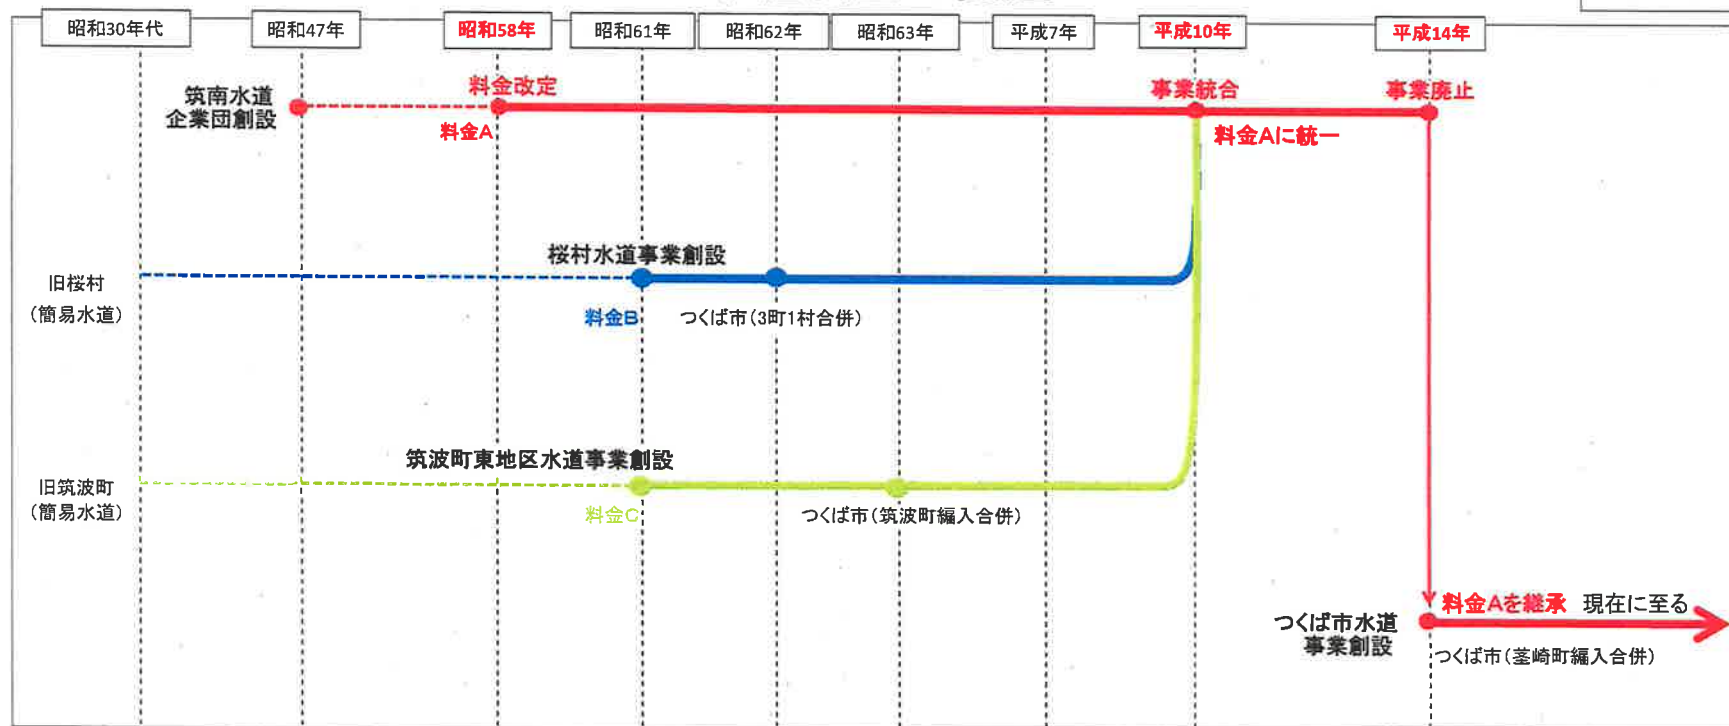 昭和30年代
昭和47年
昭和58年
昭和61年
昭和62年
昭和63年
平成7年
平成10年
平成14年
筑南水道
企業団創設
料金改定
料金A
事業統合
料金Aに統一
事業廃止
旧桜村
(簡易水道)
桜村水道事業創設
料金B
つくば市(3町1村合併)
旧筑波町
(簡易水道)
筑波町東地区水道事業創設
料金C
つくば市(筑波町編入合併)
つくば市水道
事業創設
料金Aを継承 現在に至る
つくば市(茎崎町編入合併)